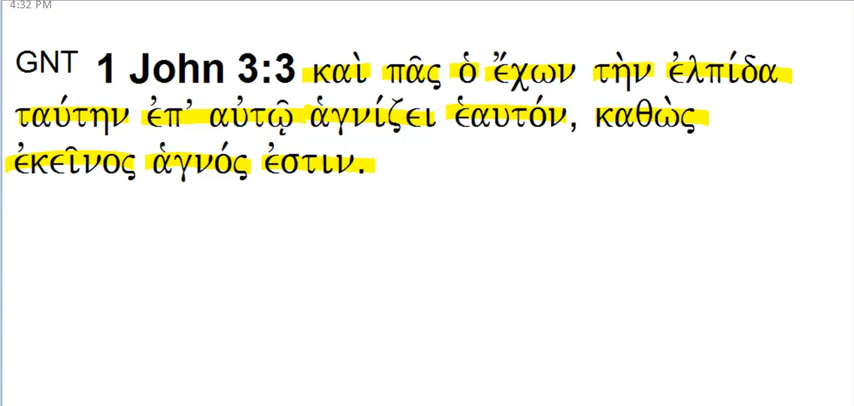 4:32 PM
GNT 1 John 3:3 καὶ πᾶς ὁ ἔχων τὴν ἐλπίδα
ταύτην ἐπ’ αὐτῷ ἁγνίζει ἑαυτόν, καθὼς
ἐκεῖνος ἁγνός ἐστιν.